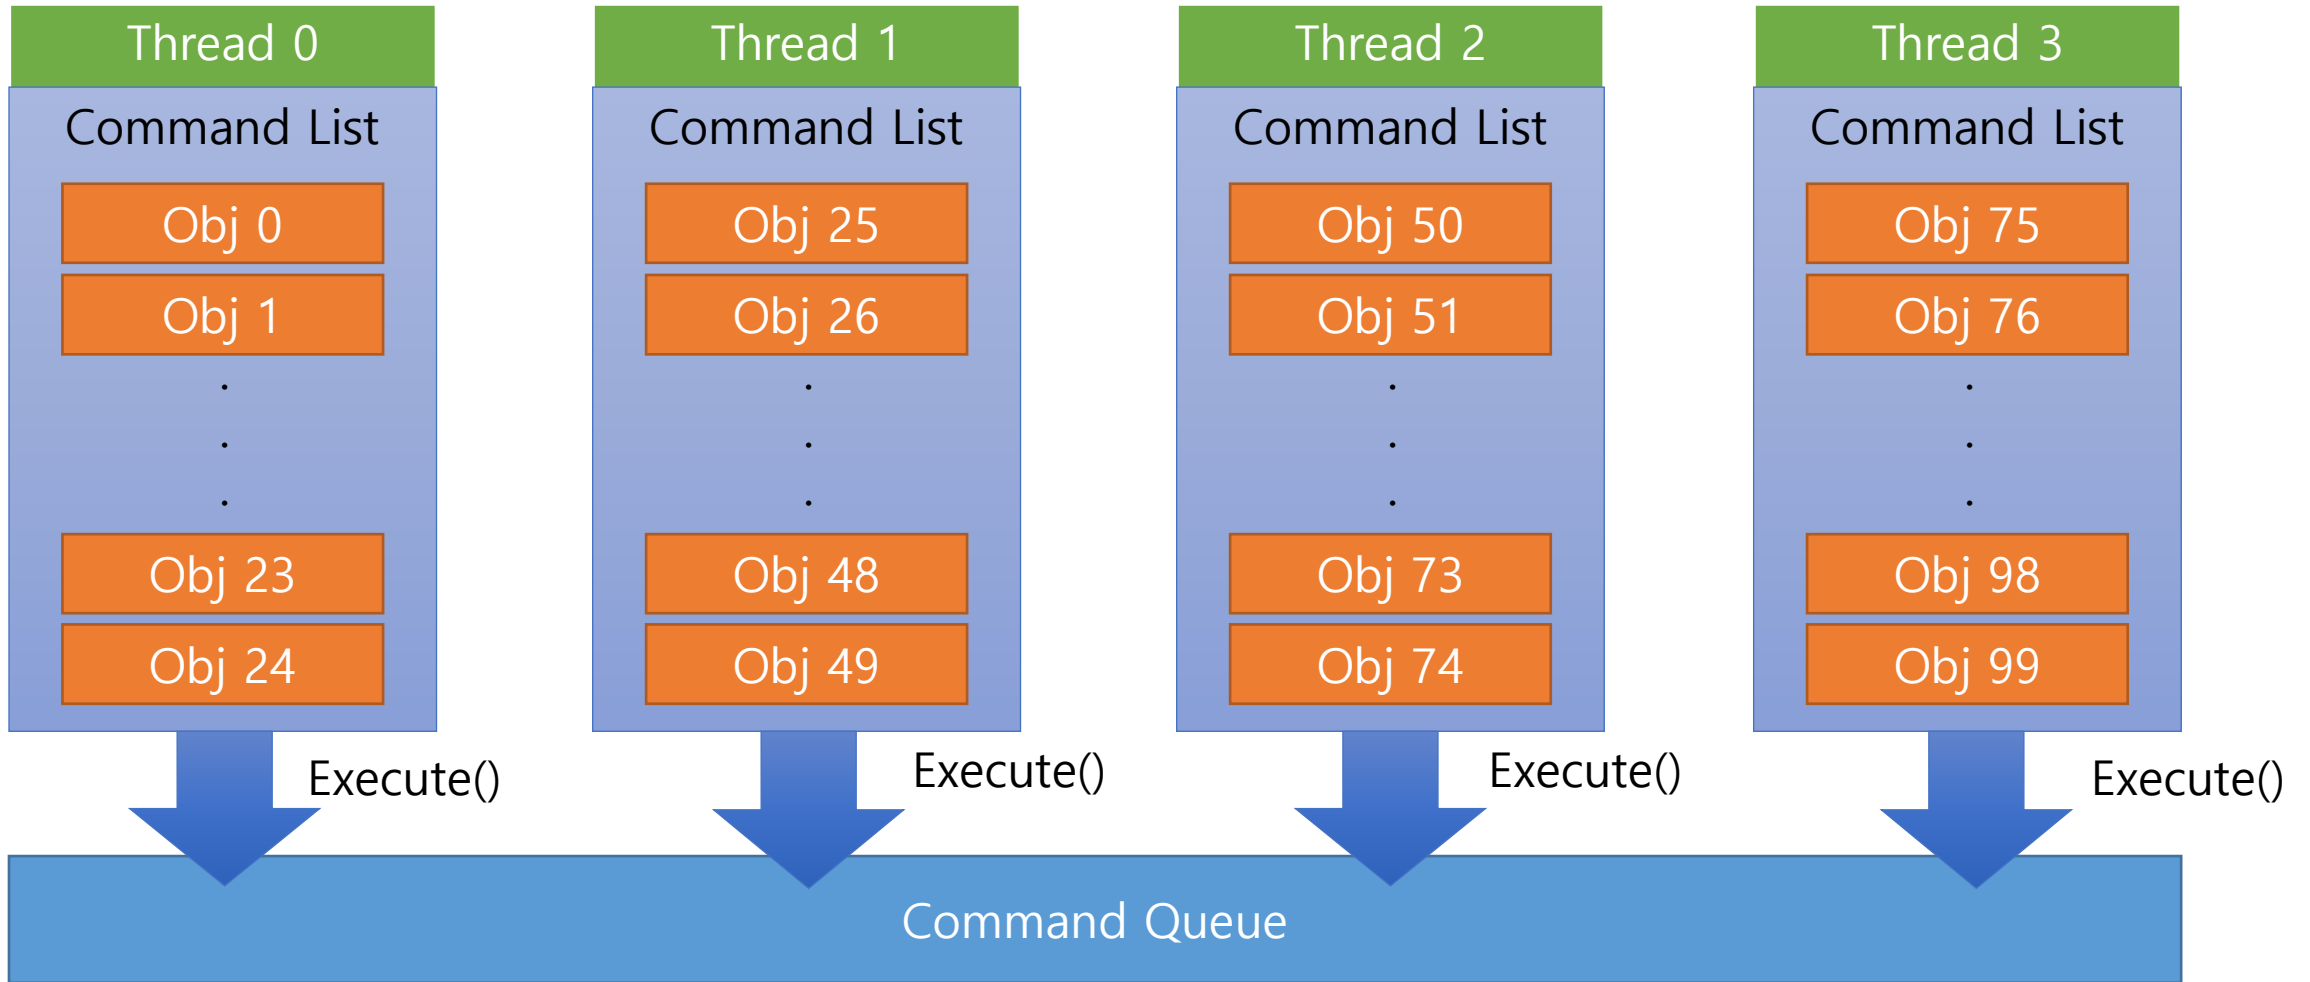 Thread 0
Command List
Obj 0
Obj 1
.
.
.
Obj 23
Obj 24
Execute()
Thread 1
Command List
Obj 25
Obj 26
.
.
.
Obj 48
Obj 49
Execute()
Thread 2
Command List
Obj 50
Obj 51
.
.
.
Obj 73
Obj 74
Execute()
Thread 3
Command List
Obj 75
Obj 76
.
.
.
Obj 98
Obj 99
Execute()
Command Queue